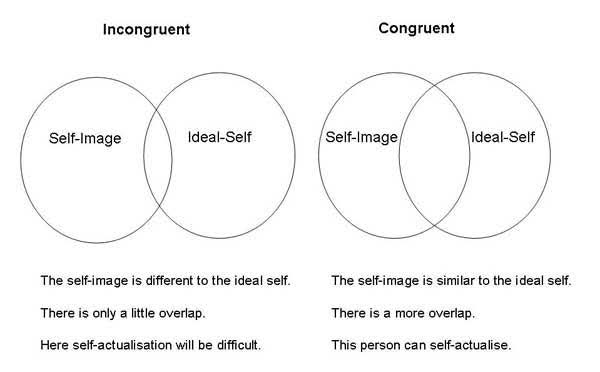 Incongruent
Congruent
Self-Image
Ideal-Self
Self-Image
Ideal-Self
The self-image is different to the ideal self.
There is only a little overlap.
Here self-actualisation will be difficult.
The self-image is similar to the ideal self.
There is a more overlap.
This person can self-actualise.